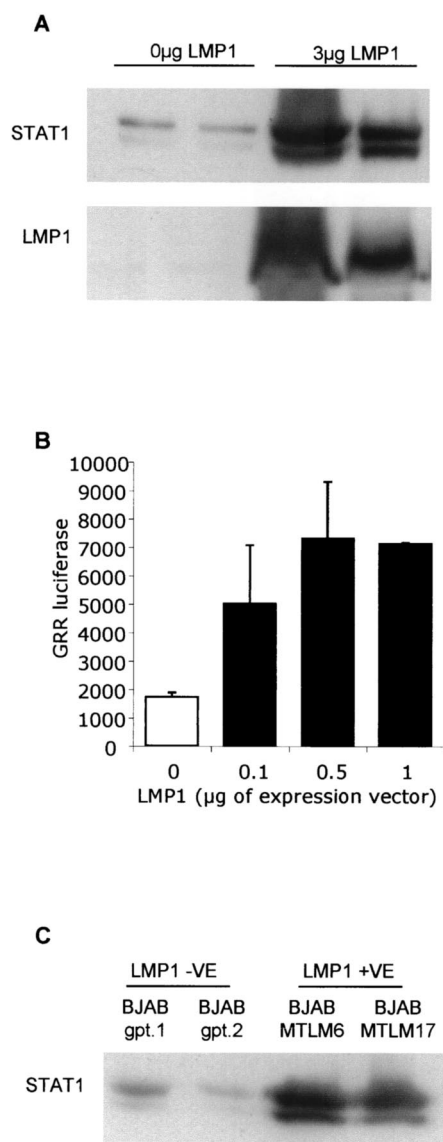 A
0µg LMP1 3µg LMP1
STAT1
LMP1
B
10000
9000
8000
7000
6000
5000
4000
3000
2000
1000
0
GRR luciferase
0 0.1 0.5 1
LMP1 (µg of expression vector)
C
LMP1 -VE LMP1 +VE
BJAB BJAB BJAB BJAB
gpt.1 gpt.2 MTLM6 MTLM17
STAT1